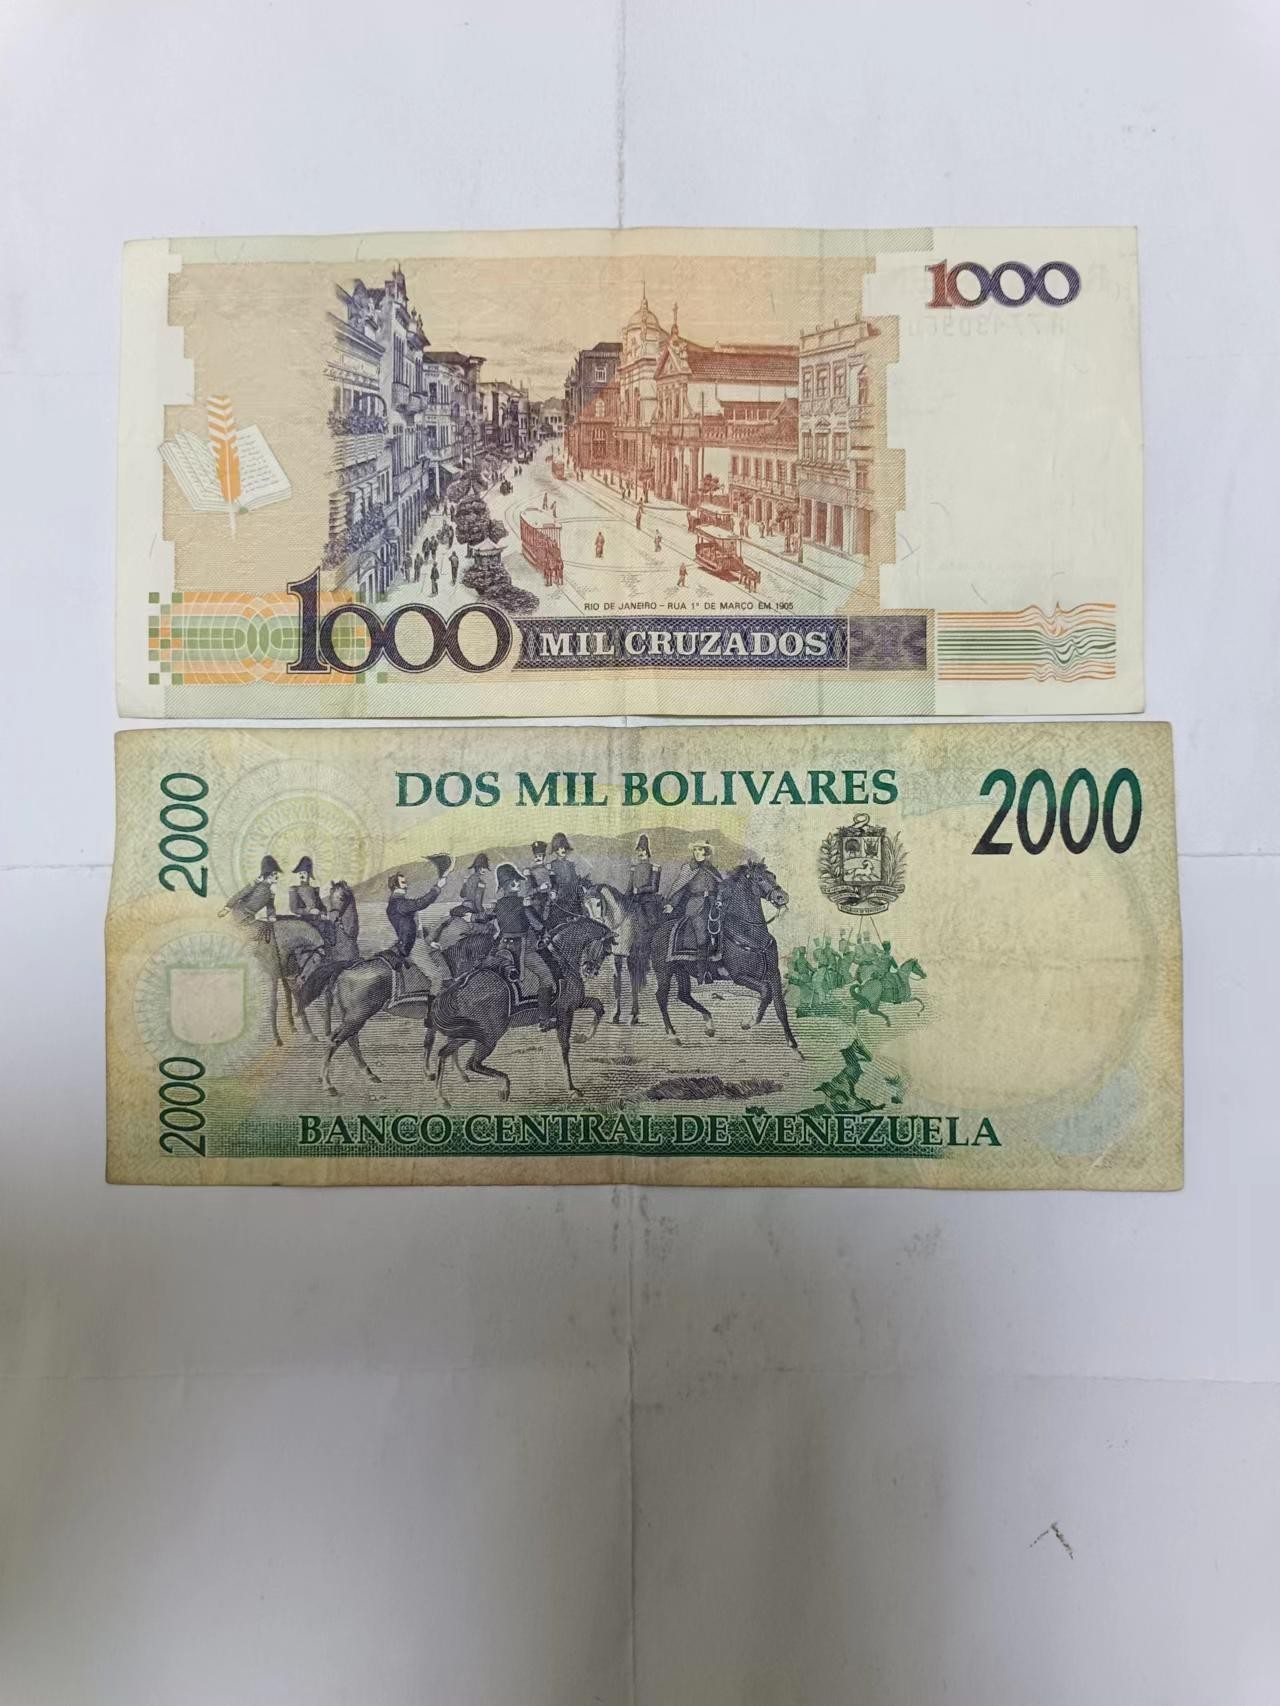 1000
RIO DE JANEIRO – RUA 1º DE MARÇO EM 1905
1000 MIL CRUZADOS
2000
DOS MIL BOLIVARES
2000
2000
BANCO CENTRAL DE VENEZUELA